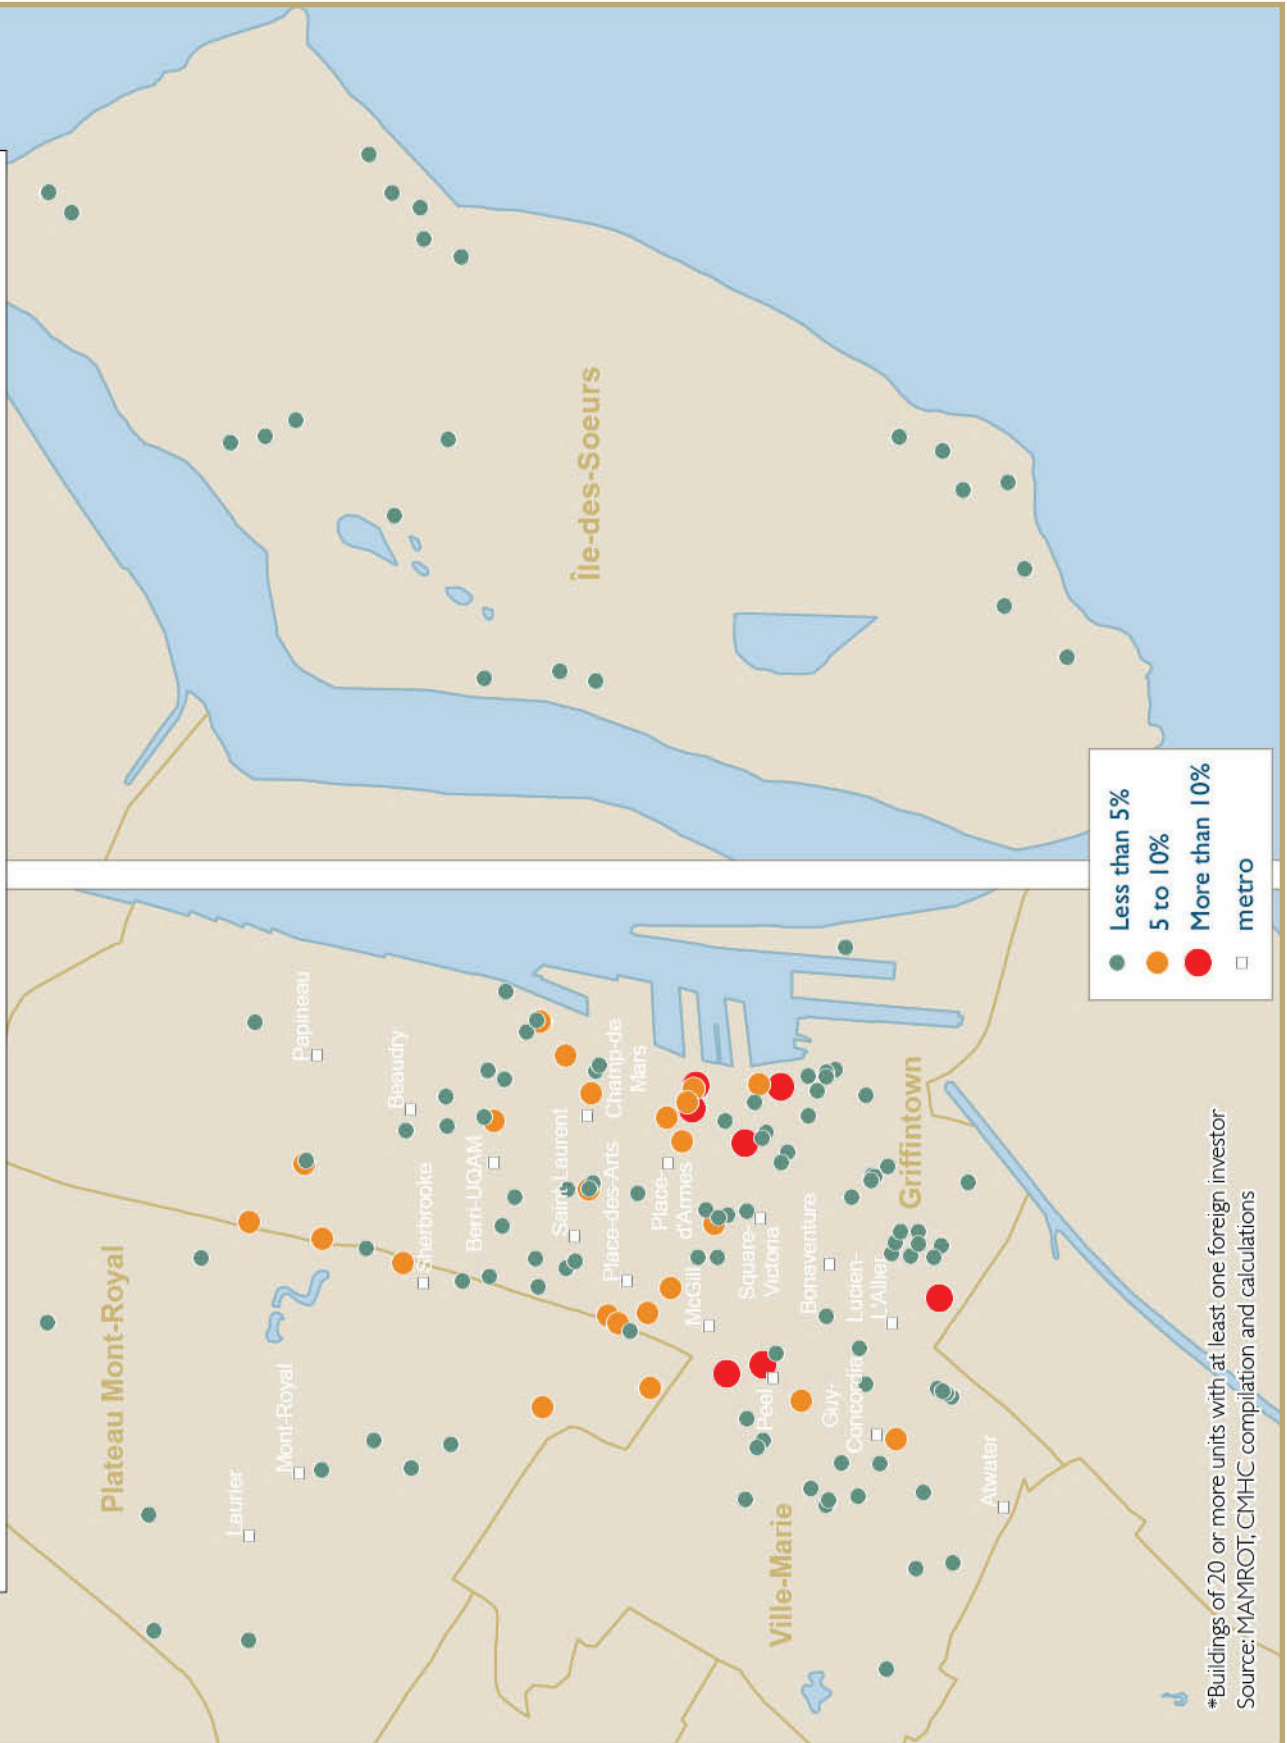 Plateau Mont-Royal
Laurier
Mont-Royal
Papineau
Beaudry
Sherbrooke
Berri-UQAM
Saint-Laurent
Champ-de
Mars
Place-des-Arts
Place-
d'Armes
McGill
Square-
Victoria
Peel
Bonaventure
Guy-
Concordia
Lucien-
L'Allier
Atwater
Ville-Marie
Griffintown
Île-des-Soeurs
Less than 5%
5 to 10%
More than 10%
metro
*Buildings of 20 or more units with at least one foreign investor
Source: MAMROT, CMHC compilation and calculations